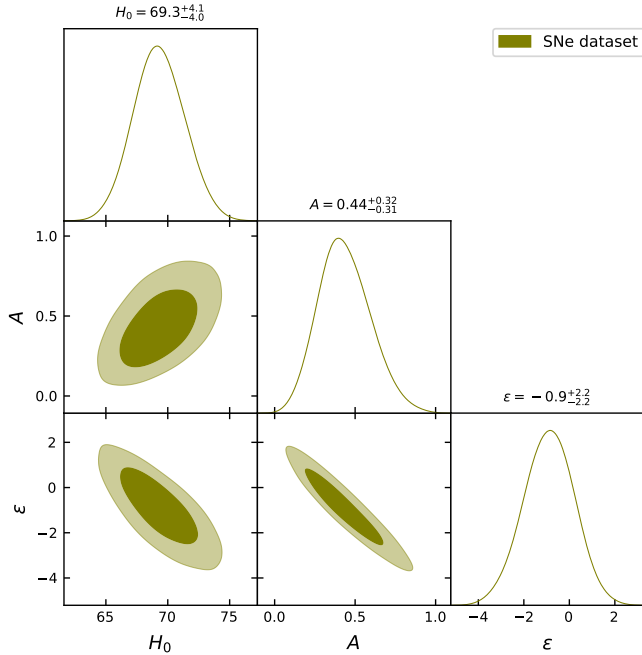 H₀ = 69.3⁺⁴·¹₋₄.₀
SNe dataset
A = 0.44⁺⁰·³²₋₀.₃₁
1.0
0.5
0.0
A
ε = −0.9⁺²·²₋₂.₂
2
0
−2
−4
ε
65 70 75
0.0 0.5 1.0
−4 −2 0 2
H₀
A
ε